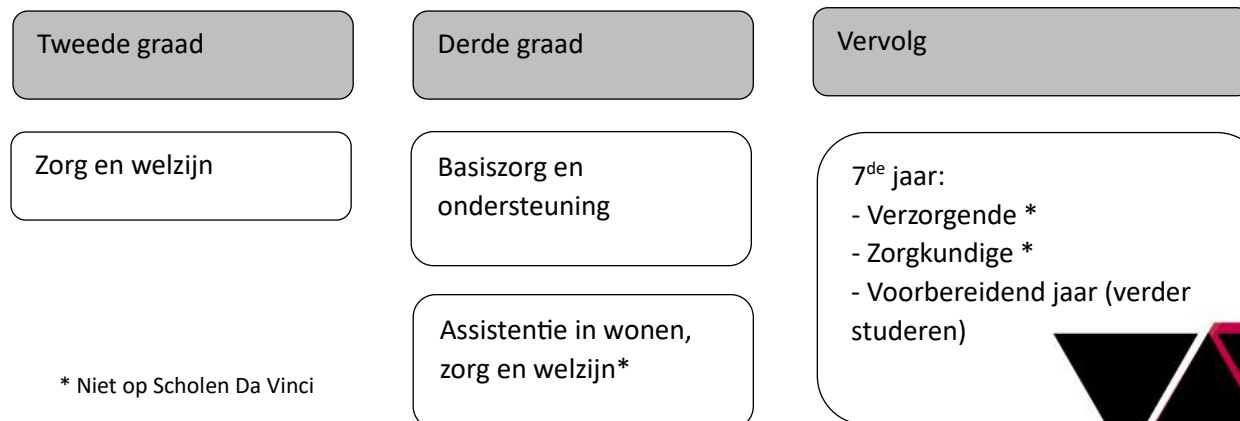 Tweede graad
Derde graad
Vervolg
Zorg en welzijn
Basiszorg en
ondersteuning
Assistentie in wonen,
zorg en welzijn*
7de jaar:
- Verzorgende *
- Zorgkundige *
- Voorbereidend jaar (verder
studeren)
* Niet op Scholen Da Vinci